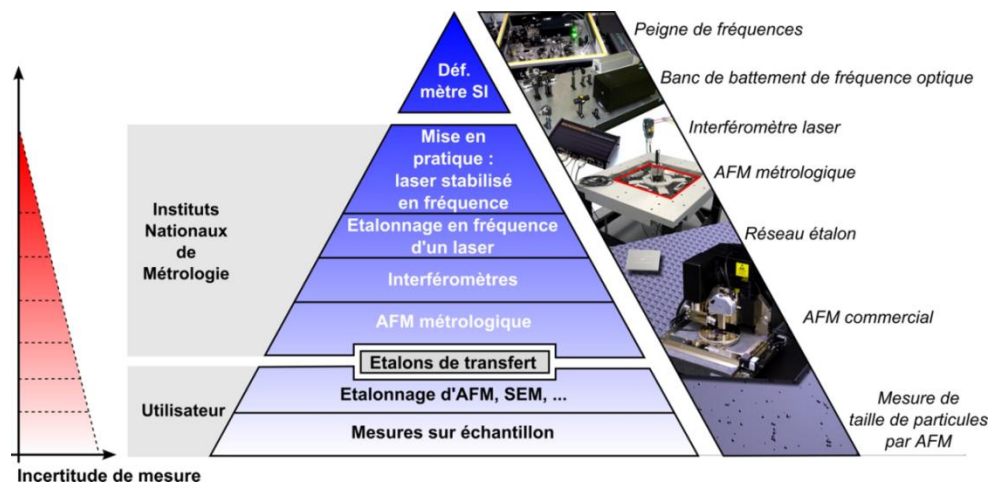 Déf.
mètre SI
Mise en
pratique :
laser stabilisé
en fréquence
Etalonnage en fréquence
d'un laser
Interféromètres
AFM métrologique
Etalons de transfert
Etalonnage d'AFM, SEM, ...
Mesures sur échantillon
Instituts
Nationaux
de
Métrologie
Utilisateur
Incertitude de mesure
Peigne de fréquences
Banc de battement de fréquence optique
Interféromètre laser
AFM métrologique
Réseau étalon
AFM commercial
Mesure de
taille de particules
par AFM